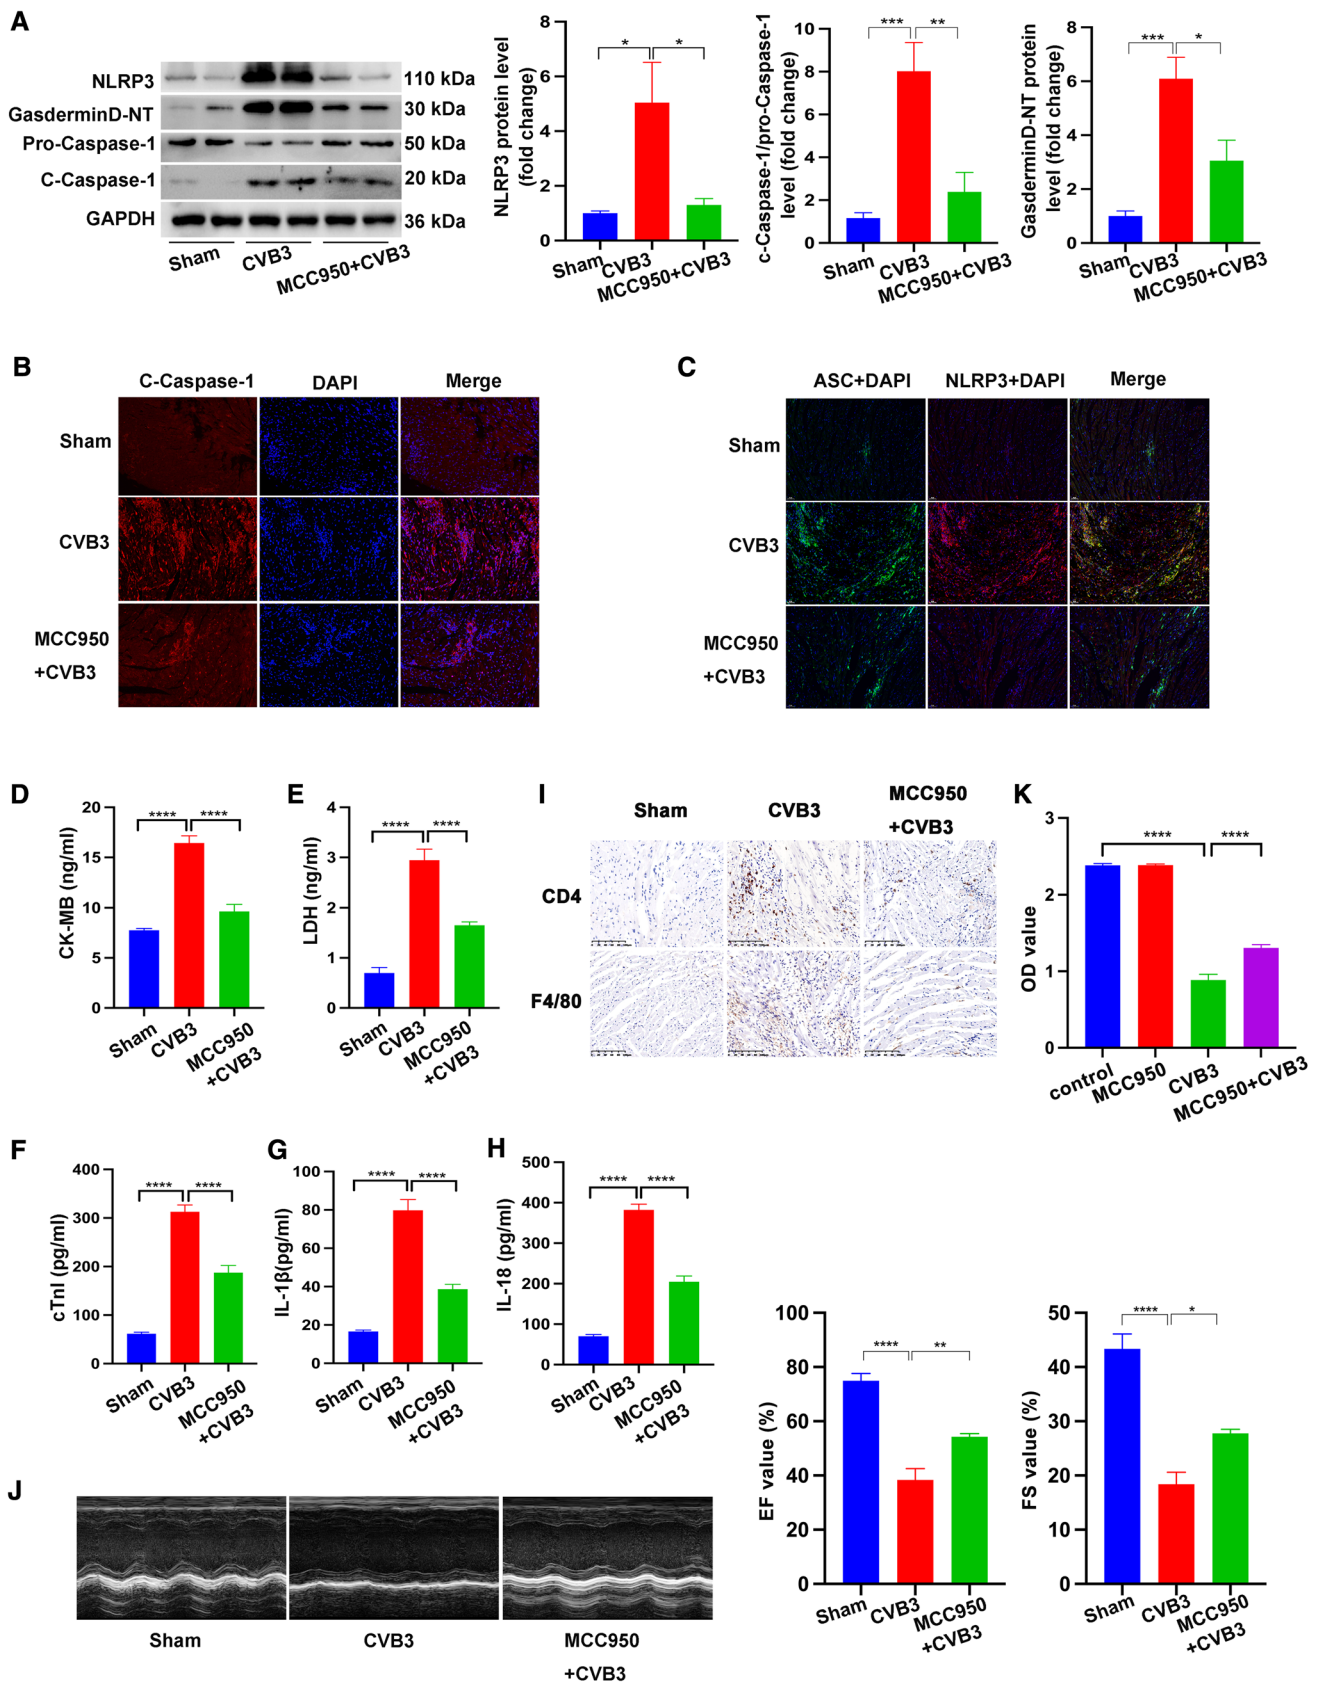 A
NLRP3
110 kDa
GasderminD-NT
30 kDa
Pro-Caspase-1
50 kDa
C-Caspase-1
20 kDa
GAPDH
36 kDa
Sham
CVB3
MCC950+CVB3
NLRP3 protein level
(fold change)
8
6
4
2
0
*
*
Sham
CVB3
MCC950+CVB3
c-Caspase-1/pro-Caspase-1
level (fold change)
10
8
6
4
2
0
***
**
Sham
CVB3
MCC950+CVB3
GasderminD-NT protein
level (fold change)
8
6
4
2
0
***
*
Sham
CVB3
MCC950+CVB3
B
C-Caspase-1
DAPI
Merge
Sham
CVB3
MCC950
+CVB3
C
ASC+DAPI
NLRP3+DAPI
Merge
Sham
CVB3
MCC950
+CVB3
D
CK-MB (ng/ml)
20
15
10
5
0
****
****
Sham
CVB3
MCC950
+CVB3
E
LDH (ng/ml)
4
3
2
1
0
****
****
Sham
CVB3
MCC950
+CVB3
I
Sham
CVB3
MCC950
+CVB3
CD4
F4/80
K
OD value
3
2
1
0
****
****
control
MCC950
CVB3
MCC950+CVB3
F
cTnI (pg/ml)
400
300
200
100
0
****
****
Sham
CVB3
MCC950
+CVB3
G
IL-1β(pg/ml)
100
80
60
40
20
0
****
****
Sham
CVB3
MCC950
+CVB3
H
IL-18 (pg/ml)
500
400
300
200
100
0
****
****
Sham
CVB3
MCC950
+CVB3
J
Sham
CVB3
MCC950
+CVB3
EF value (%)
100
80
60
40
20
0
****
**
Sham
CVB3
MCC950
+CVB3
FS value (%)
50
40
30
20
10
0
****
*
Sham
CVB3
MCC950
+CVB3